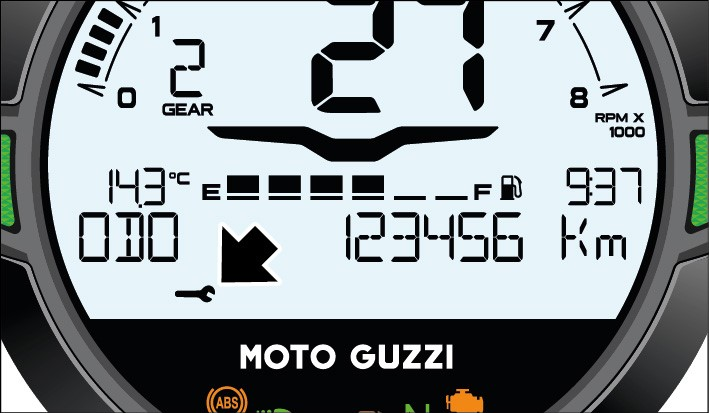 27
1
7
2
GEAR
0
8
RPM X
1000
14.3°C
E
F
9:37
ODO
123456 Km
MOTO GUZZI
ABS
N